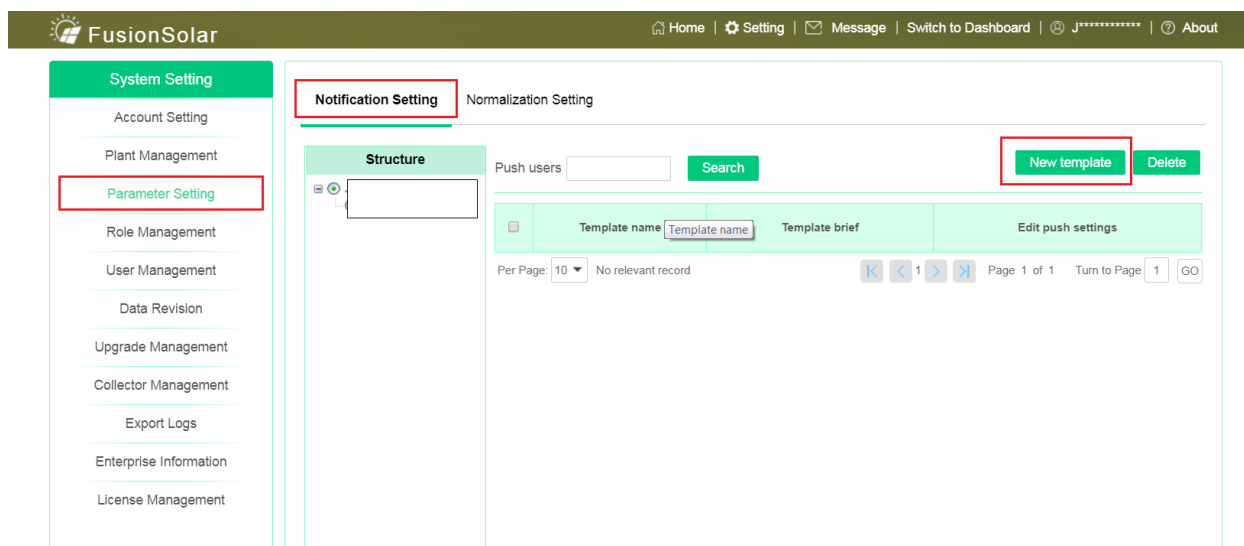 FusionSolar
Home | Setting | Message | Switch to Dashboard | J************ | About
System Setting
Account Setting
Plant Management
Parameter Setting
Role Management
User Management
Data Revision
Upgrade Management
Collector Management
Export Logs
Enterprise Information
License Management
Notification Setting Normalization Setting
Structure
Push users Search New template Delete
Template name Template name Template brief Edit push settings
Per Page: 10 No relevant record 1 Page 1 of 1 Turn to Page 1 GO